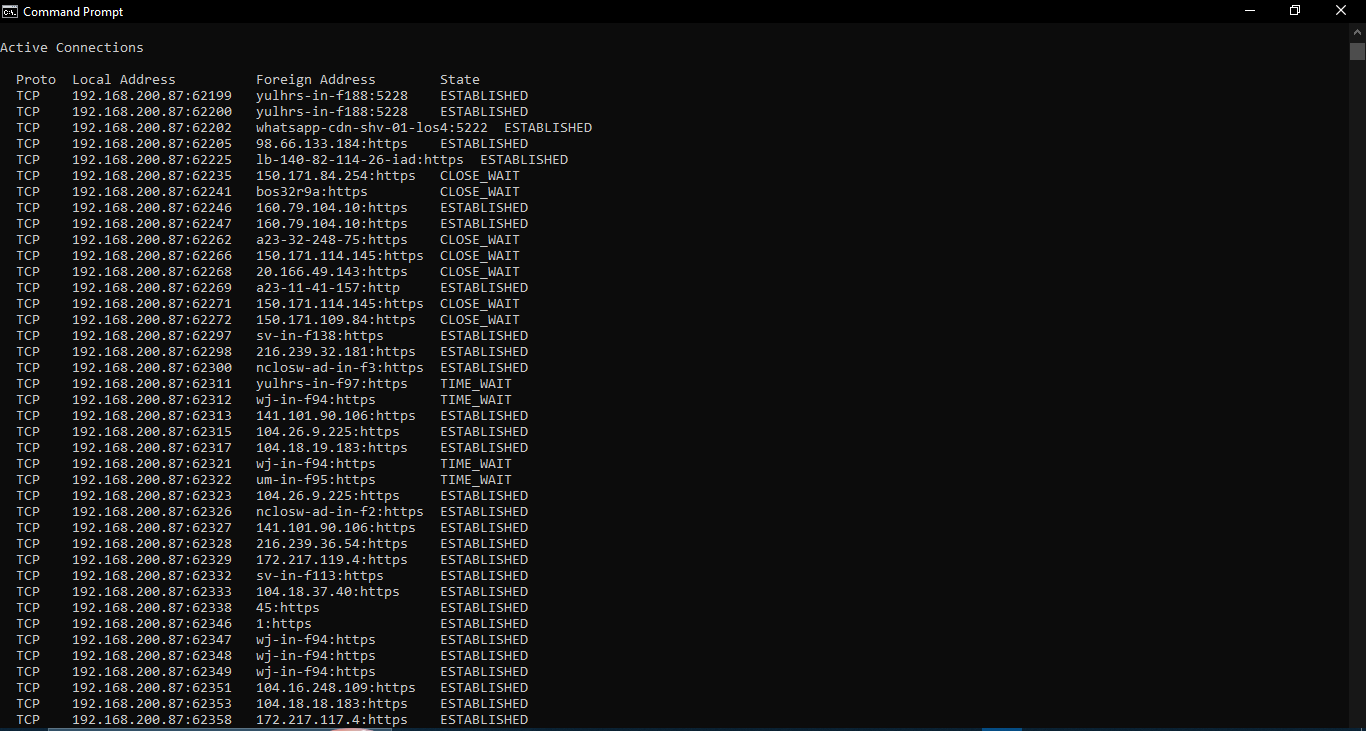 Command Prompt
Active Connections
Proto  Local Address          Foreign Address        State
TCP    192.168.200.87:62199   yulhrs-in-f188:5228    ESTABLISHED
TCP    192.168.200.87:62200   yulhrs-in-f188:5228    ESTABLISHED
TCP    192.168.200.87:62202   whatsapp-cdn-shv-01-los4:5222  ESTABLISHED
TCP    192.168.200.87:62205   98.66.133.184:https    ESTABLISHED
TCP    192.168.200.87:62225   lb-140-82-114-26-iad:https  ESTABLISHED
TCP    192.168.200.87:62235   150.171.84.254:https   CLOSE_WAIT
TCP    192.168.200.87:62241   bos32r9a:https         CLOSE_WAIT
TCP    192.168.200.87:62246   160.79.104.10:https    ESTABLISHED
TCP    192.168.200.87:62247   160.79.104.10:https    ESTABLISHED
TCP    192.168.200.87:62262   a23-32-248-75:https    CLOSE_WAIT
TCP    192.168.200.87:62266   150.171.114.145:https  CLOSE_WAIT
TCP    192.168.200.87:62268   20.166.49.143:https    CLOSE_WAIT
TCP    192.168.200.87:62269   a23-11-41-157:http     ESTABLISHED
TCP    192.168.200.87:62271   150.171.114.145:https  CLOSE_WAIT
TCP    192.168.200.87:62272   150.171.109.84:https   CLOSE_WAIT
TCP    192.168.200.87:62297   sv-in-f138:https       ESTABLISHED
TCP    192.168.200.87:62298   216.239.32.181:https   ESTABLISHED
TCP    192.168.200.87:62300   nclosw-ad-in-f3:https  ESTABLISHED
TCP    192.168.200.87:62311   yulhrs-in-f97:https    TIME_WAIT
TCP    192.168.200.87:62312   wj-in-f94:https        TIME_WAIT
TCP    192.168.200.87:62313   141.101.90.106:https   ESTABLISHED
TCP    192.168.200.87:62315   104.26.9.225:https     ESTABLISHED
TCP    192.168.200.87:62317   104.18.19.183:https    ESTABLISHED
TCP    192.168.200.87:62321   wj-in-f94:https        TIME_WAIT
TCP    192.168.200.87:62322   um-in-f95:https        TIME_WAIT
TCP    192.168.200.87:62323   104.26.9.225:https     ESTABLISHED
TCP    192.168.200.87:62326   nclosw-ad-in-f2:https  ESTABLISHED
TCP    192.168.200.87:62327   141.101.90.106:https   ESTABLISHED
TCP    192.168.200.87:62328   216.239.36.54:https    ESTABLISHED
TCP    192.168.200.87:62329   172.217.119.4:https    ESTABLISHED
TCP    192.168.200.87:62332   sv-in-f113:https       ESTABLISHED
TCP    192.168.200.87:62333   104.18.37.40:https     ESTABLISHED
TCP    192.168.200.87:62338   45:https               ESTABLISHED
TCP    192.168.200.87:62346   1:https                ESTABLISHED
TCP    192.168.200.87:62347   wj-in-f94:https        ESTABLISHED
TCP    192.168.200.87:62348   wj-in-f94:https        ESTABLISHED
TCP    192.168.200.87:62349   wj-in-f94:https        ESTABLISHED
TCP    192.168.200.87:62351   104.16.248.109:https   ESTABLISHED
TCP    192.168.200.87:62353   104.18.18.183:https    ESTABLISHED
TCP    192.168.200.87:62358   172.217.117.4:https    ESTABLISHED